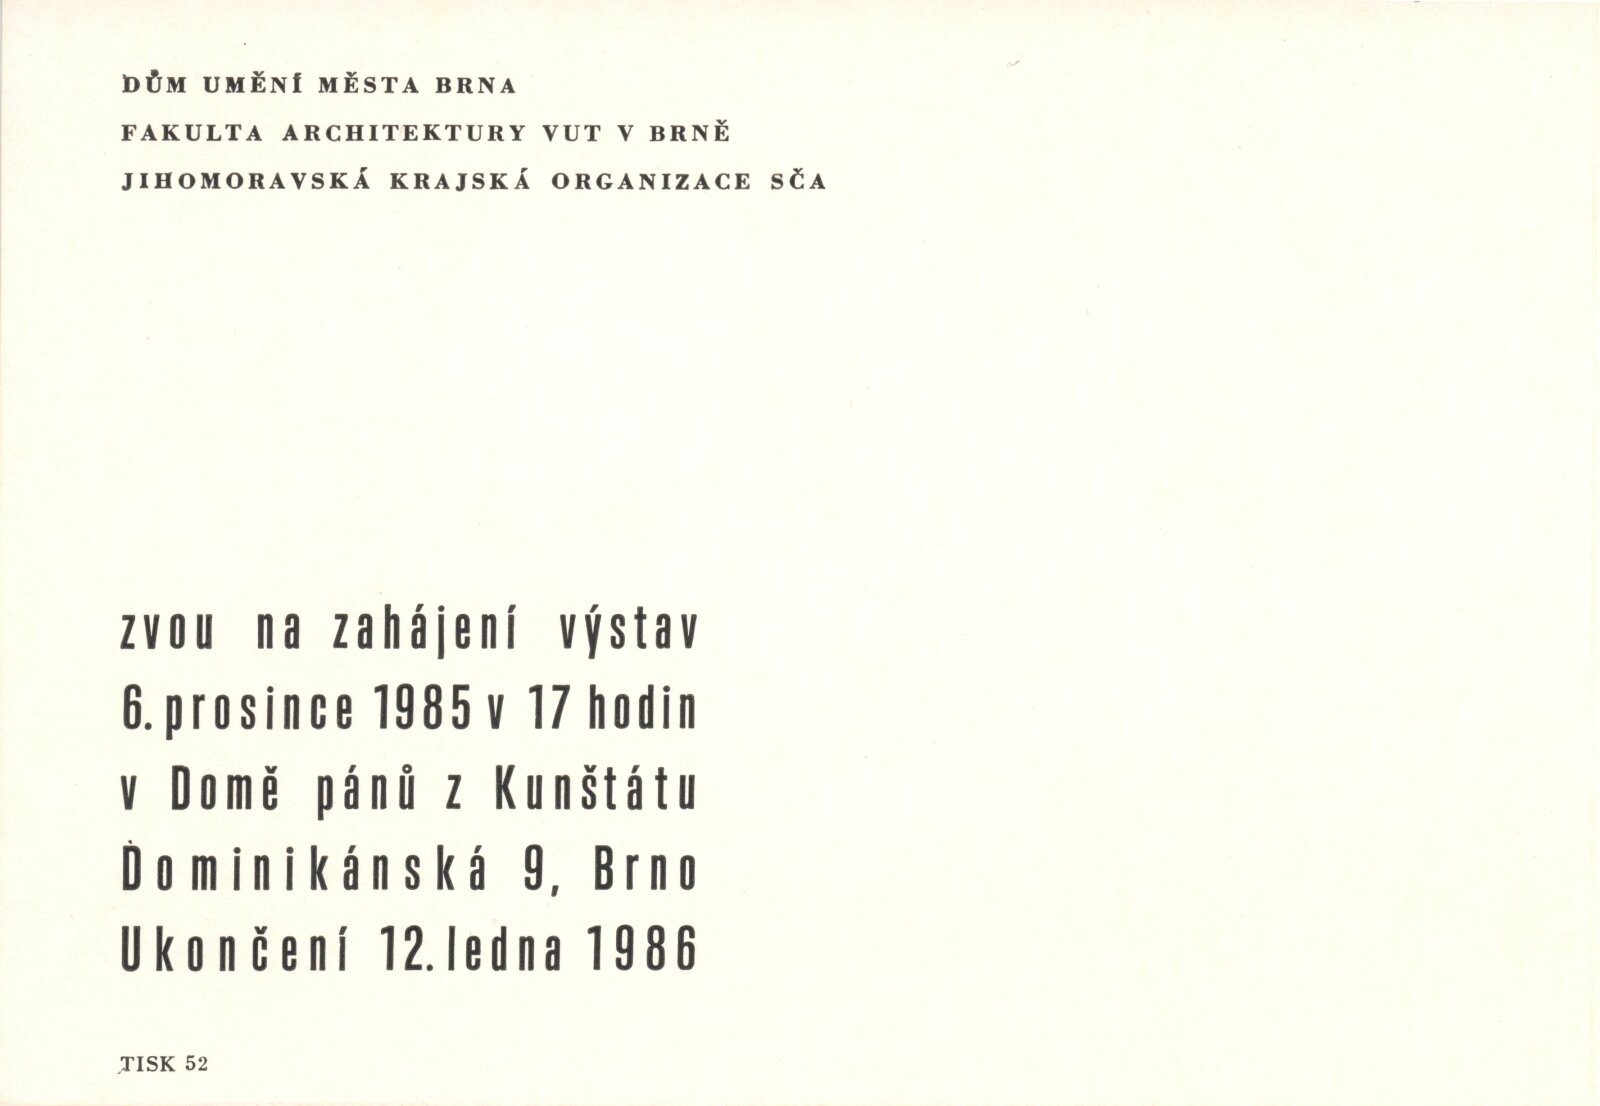 DŮM UMĚNÍ MĚSTA BRNA
FAKULTA ARCHITEKTURY VUT V BRNĚ
JIHOMORAVSKÁ KRAJSKÁ ORGANIZACE SČA
zvou na zahájení výstav
6. prosince 1985 v 17 hodin
v Domě pánů z Kunštátu
Dominikánská 9, Brno
Ukončení 12. ledna 1986
TISK 52